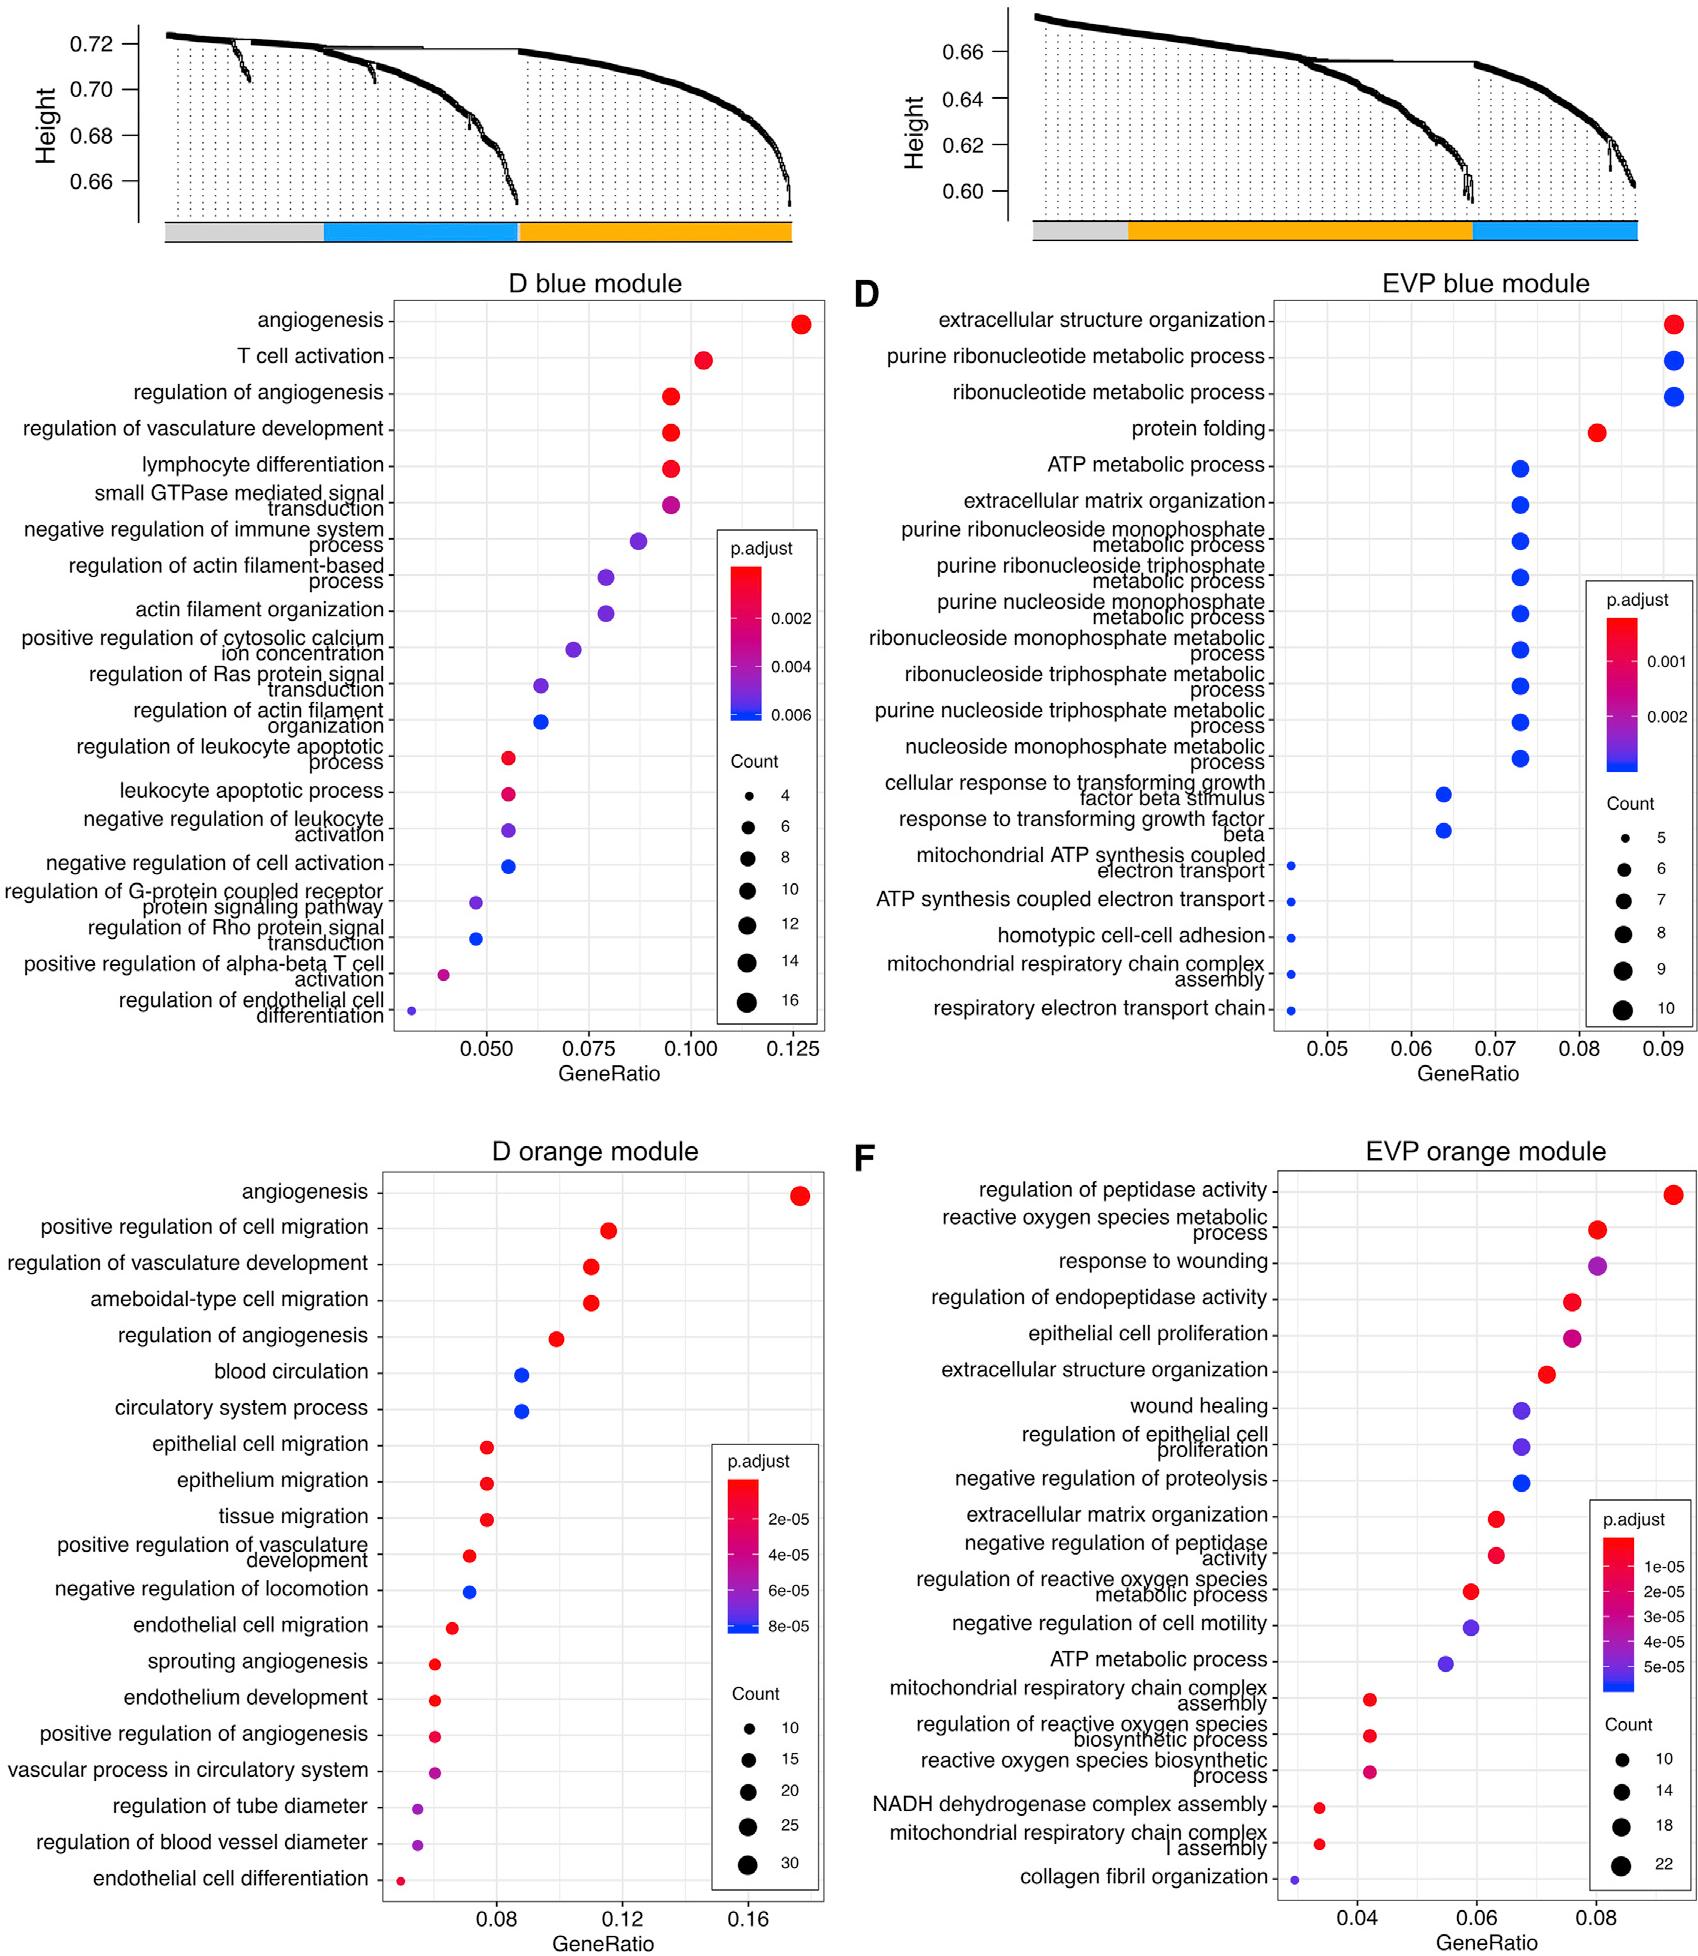 Height
0.72
0.70
0.68
0.66
Height
0.66
0.64
0.62
0.60
D blue module
angiogenesis
T cell activation
regulation of angiogenesis
regulation of vasculature development
lymphocyte differentiation
small GTPase mediated signal
transduction
negative regulation of immune system
process
regulation of actin filament-based
process
actin filament organization
positive regulation of cytosolic calcium
ion concentration
regulation of Ras protein signal
transduction
regulation of actin filament
organization
regulation of leukocyte apoptotic
process
leukocyte apoptotic process
negative regulation of leukocyte
activation
negative regulation of cell activation
regulation of G-protein coupled receptor
protein signaling pathway
regulation of Rho protein signal
transduction
positive regulation of alpha-beta T cell
activation
regulation of endothelial cell
differentiation
p.adjust
0.002
0.004
0.006
Count
4
6
8
10
12
14
16
0.050
0.075
0.100
0.125
GeneRatio
D
EVP blue module
extracellular structure organization
purine ribonucleotide metabolic process
ribonucleotide metabolic process
protein folding
ATP metabolic process
extracellular matrix organization
purine ribonucleoside monophosphate
metabolic process
purine ribonucleoside triphosphate
metabolic process
purine nucleoside monophosphate
metabolic process
ribonucleoside monophosphate metabolic
process
ribonucleoside triphosphate metabolic
process
purine nucleoside triphosphate metabolic
process
nucleoside monophosphate metabolic
process
cellular response to transforming growth
factor beta stimulus
response to transforming growth factor
beta
mitochondrial ATP synthesis coupled
electron transport
ATP synthesis coupled electron transport
homotypic cell-cell adhesion
mitochondrial respiratory chain complex
assembly
respiratory electron transport chain
p.adjust
0.001
0.002
Count
5
6
7
8
9
10
0.05
0.06
0.07
0.08
0.09
GeneRatio
D orange module
angiogenesis
positive regulation of cell migration
regulation of vasculature development
ameboidal-type cell migration
regulation of angiogenesis
blood circulation
circulatory system process
epithelial cell migration
epithelium migration
tissue migration
positive regulation of vasculature
development
negative regulation of locomotion
endothelial cell migration
sprouting angiogenesis
endothelium development
positive regulation of angiogenesis
vascular process in circulatory system
regulation of tube diameter
regulation of blood vessel diameter
endothelial cell differentiation
p.adjust
2e-05
4e-05
6e-05
8e-05
Count
10
15
20
25
30
0.08
0.12
0.16
GeneRatio
F
EVP orange module
regulation of peptidase activity
reactive oxygen species metabolic
process
response to wounding
regulation of endopeptidase activity
epithelial cell proliferation
extracellular structure organization
wound healing
regulation of epithelial cell
proliferation
negative regulation of proteolysis
extracellular matrix organization
negative regulation of peptidase
activity
regulation of reactive oxygen species
metabolic process
negative regulation of cell motility
ATP metabolic process
mitochondrial respiratory chain complex
assembly
regulation of reactive oxygen species
biosynthetic process
reactive oxygen species biosynthetic
process
NADH dehydrogenase complex assembly
mitochondrial respiratory chain complex
I assembly
collagen fibril organization
p.adjust
1e-05
2e-05
3e-05
4e-05
5e-05
Count
10
14
18
22
0.04
0.06
0.08
GeneRatio